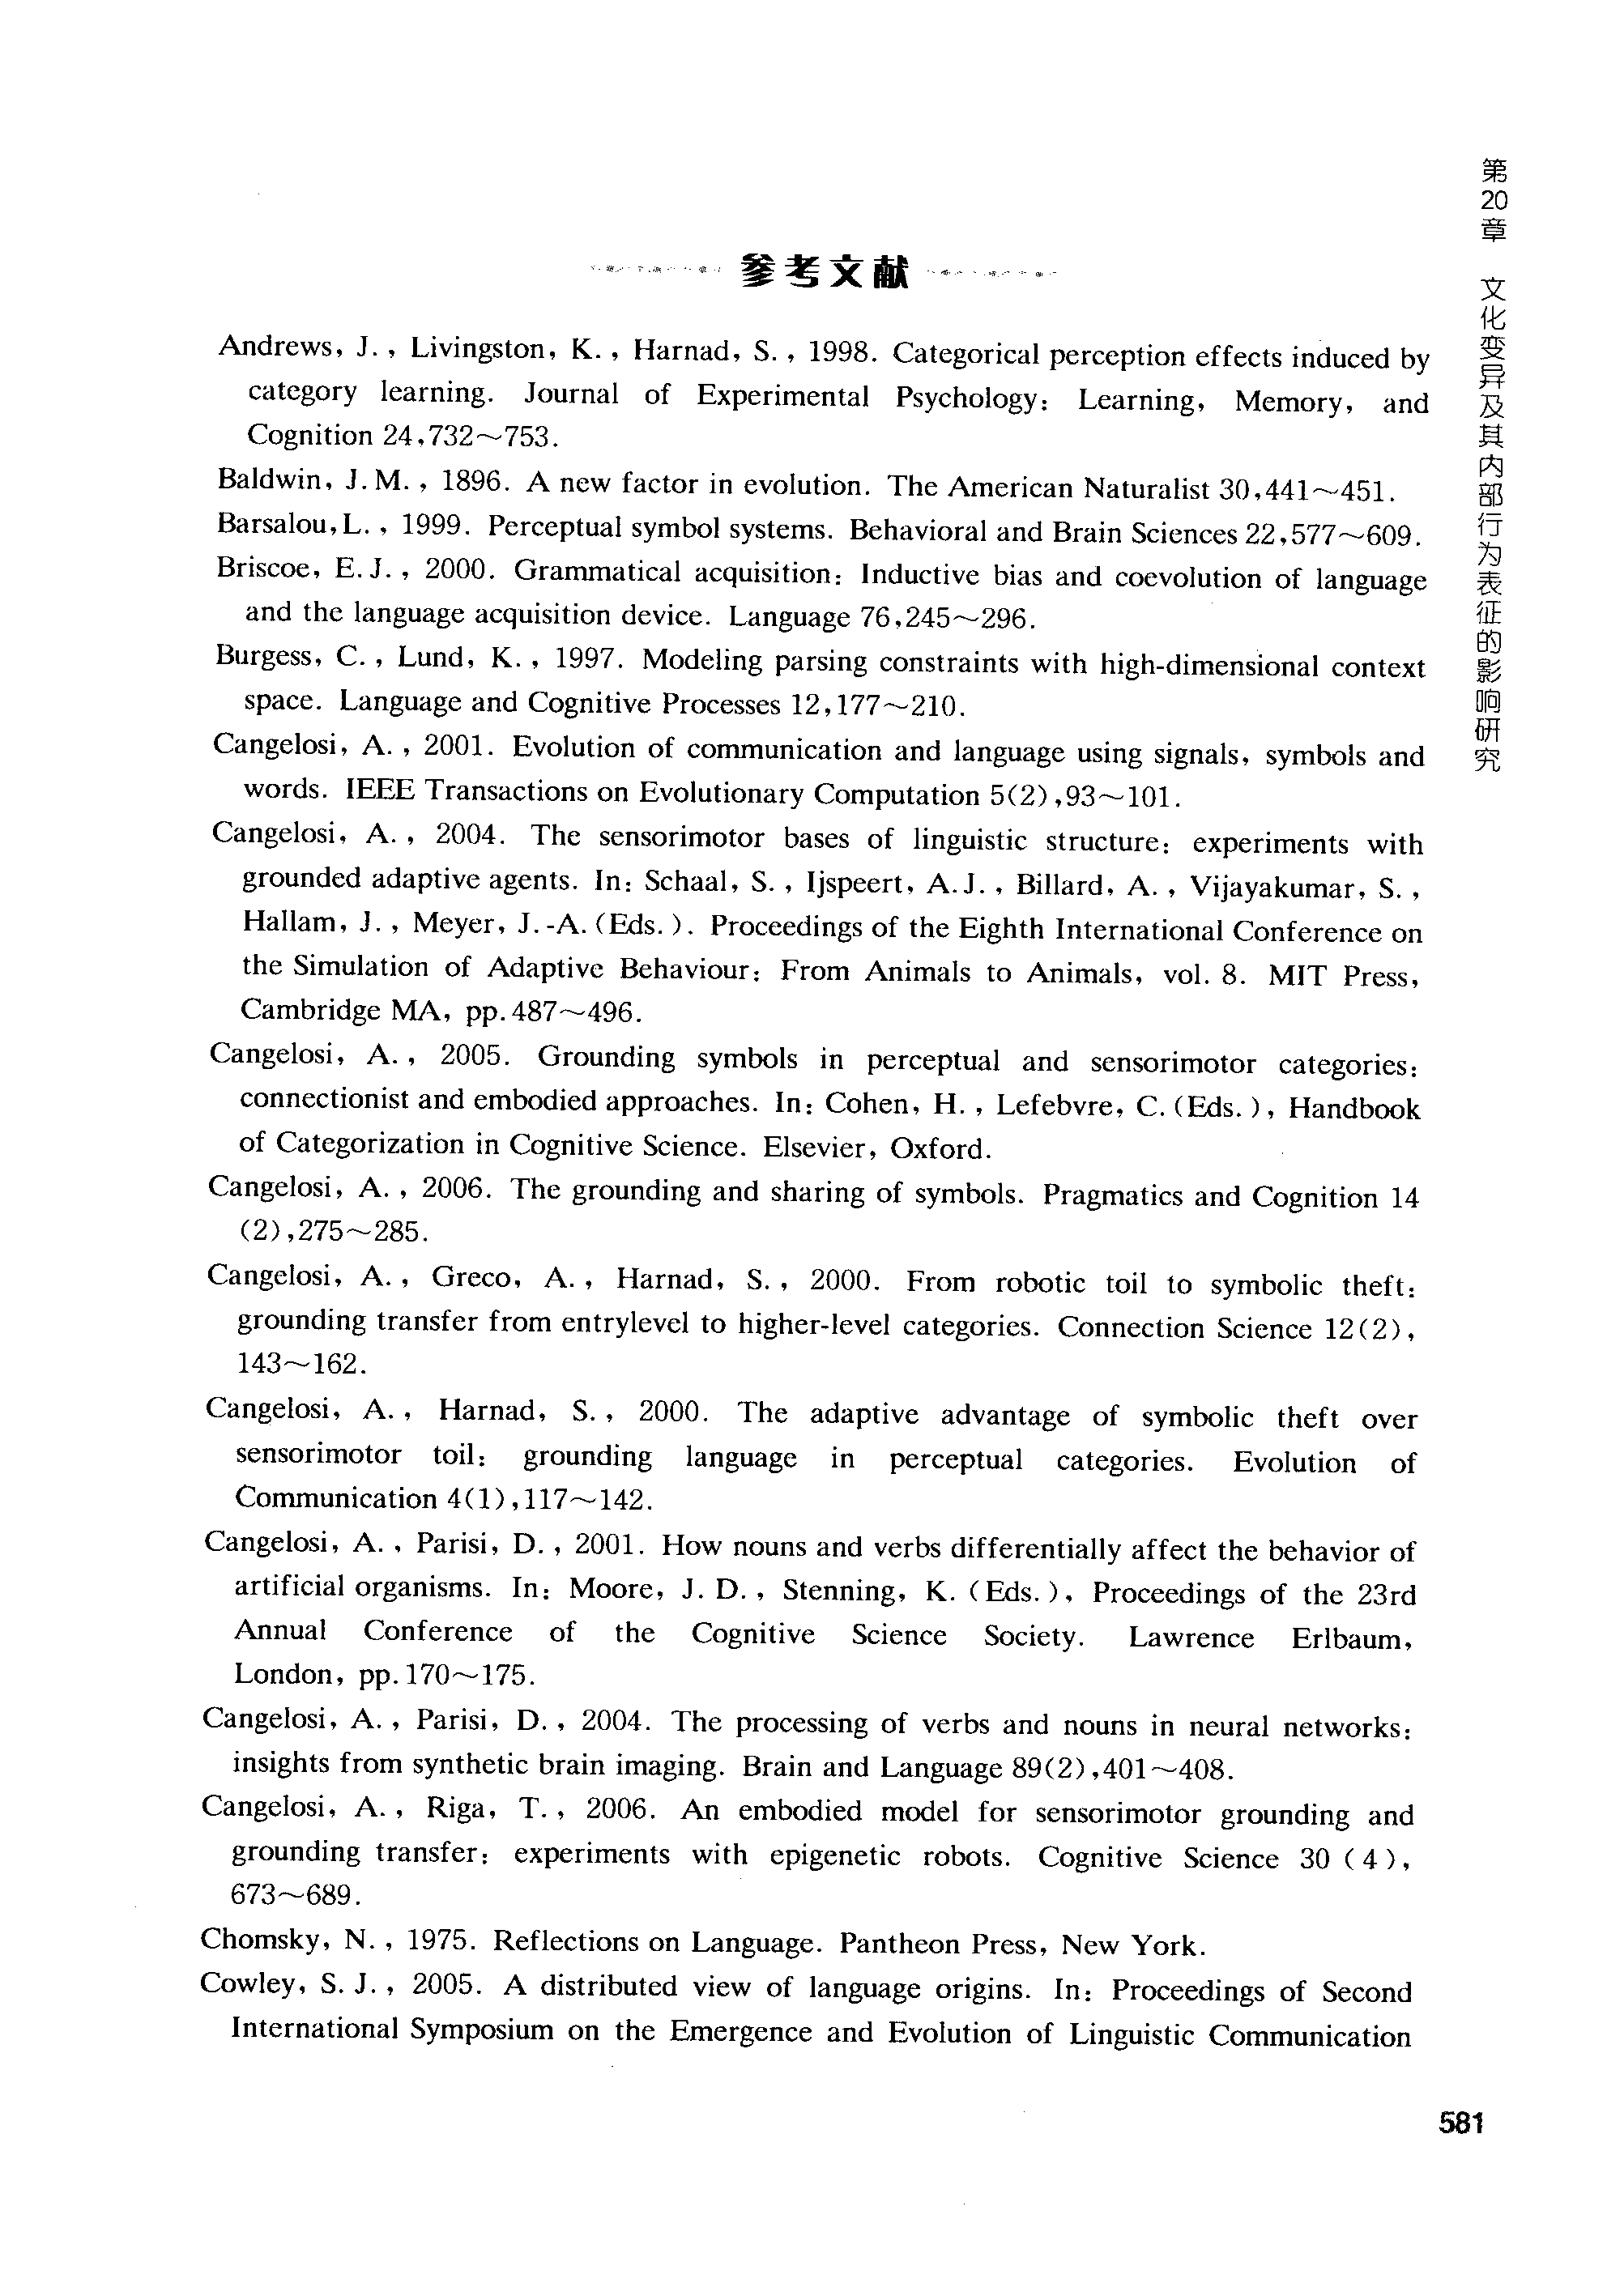 第20章 文化变异及其内部行为表征的影响研究
参考文献
Andrews, J., Livingston, K., Harnad, S., 1998. Categorical perception effects induced by
category learning. Journal of Experimental Psychology: Learning, Memory, and
Cognition 24,732～753.
Baldwin, J.M., 1896. A new factor in evolution. The American Naturalist 30,441～451.
Barsalou,L., 1999. Perceptual symbol systems. Behavioral and Brain Sciences 22,577～609.
Briscoe, E.J., 2000. Grammatical acquisition: Inductive bias and coevolution of language
and the language acquisition device. Language 76,245～296.
Burgess, C., Lund, K., 1997. Modeling parsing constraints with high-dimensional context
space. Language and Cognitive Processes 12,177～210.
Cangelosi, A., 2001. Evolution of communication and language using signals, symbols and
words. IEEE Transactions on Evolutionary Computation 5(2),93～101.
Cangelosi, A., 2004. The sensorimotor bases of linguistic structure: experiments with
grounded adaptive agents. In: Schaal, S., Ijspeert, A.J., Billard, A., Vijayakumar, S.,
Hallam, J., Meyer, J.-A.(Eds.). Proceedings of the Eighth International Conference on
the Simulation of Adaptive Behaviour: From Animals to Animals, vol. 8. MIT Press,
Cambridge MA, pp.487～496.
Cangelosi, A., 2005. Grounding symbols in perceptual and sensorimotor categories:
connectionist and embodied approaches. In: Cohen, H., Lefebvre, C.(Eds.), Handbook
of Categorization in Cognitive Science. Elsevier, Oxford.
Cangelosi, A., 2006. The grounding and sharing of symbols. Pragmatics and Cognition 14
(2),275～285.
Cangelosi, A., Greco, A., Harnad, S., 2000. From robotic toil to symbolic theft:
grounding transfer from entrylevel to higher-level categories. Connection Science 12(2),
143～162.
Cangelosi, A., Harnad, S., 2000. The adaptive advantage of symbolic theft over
sensorimotor toil: grounding language in perceptual categories. Evolution of
Communication 4(1),117～142.
Cangelosi, A., Parisi, D., 2001. How nouns and verbs differentially affect the behavior of
artificial organisms. In: Moore, J. D., Stenning, K. (Eds.), Proceedings of the 23rd
Annual Conference of the Cognitive Science Society. Lawrence Erlbaum,
London, pp.170～175.
Cangelosi, A., Parisi, D., 2004. The processing of verbs and nouns in neural networks:
insights from synthetic brain imaging. Brain and Language 89(2),401～408.
Cangelosi, A., Riga, T., 2006. An embodied model for sensorimotor grounding and
grounding transfer: experiments with epigenetic robots. Cognitive Science 30 (4),
673～689.
Chomsky, N., 1975. Reflections on Language. Pantheon Press, New York.
Cowley, S. J., 2005. A distributed view of language origins. In: Proceedings of Second
International Symposium on the Emergence and Evolution of Linguistic Communication
581